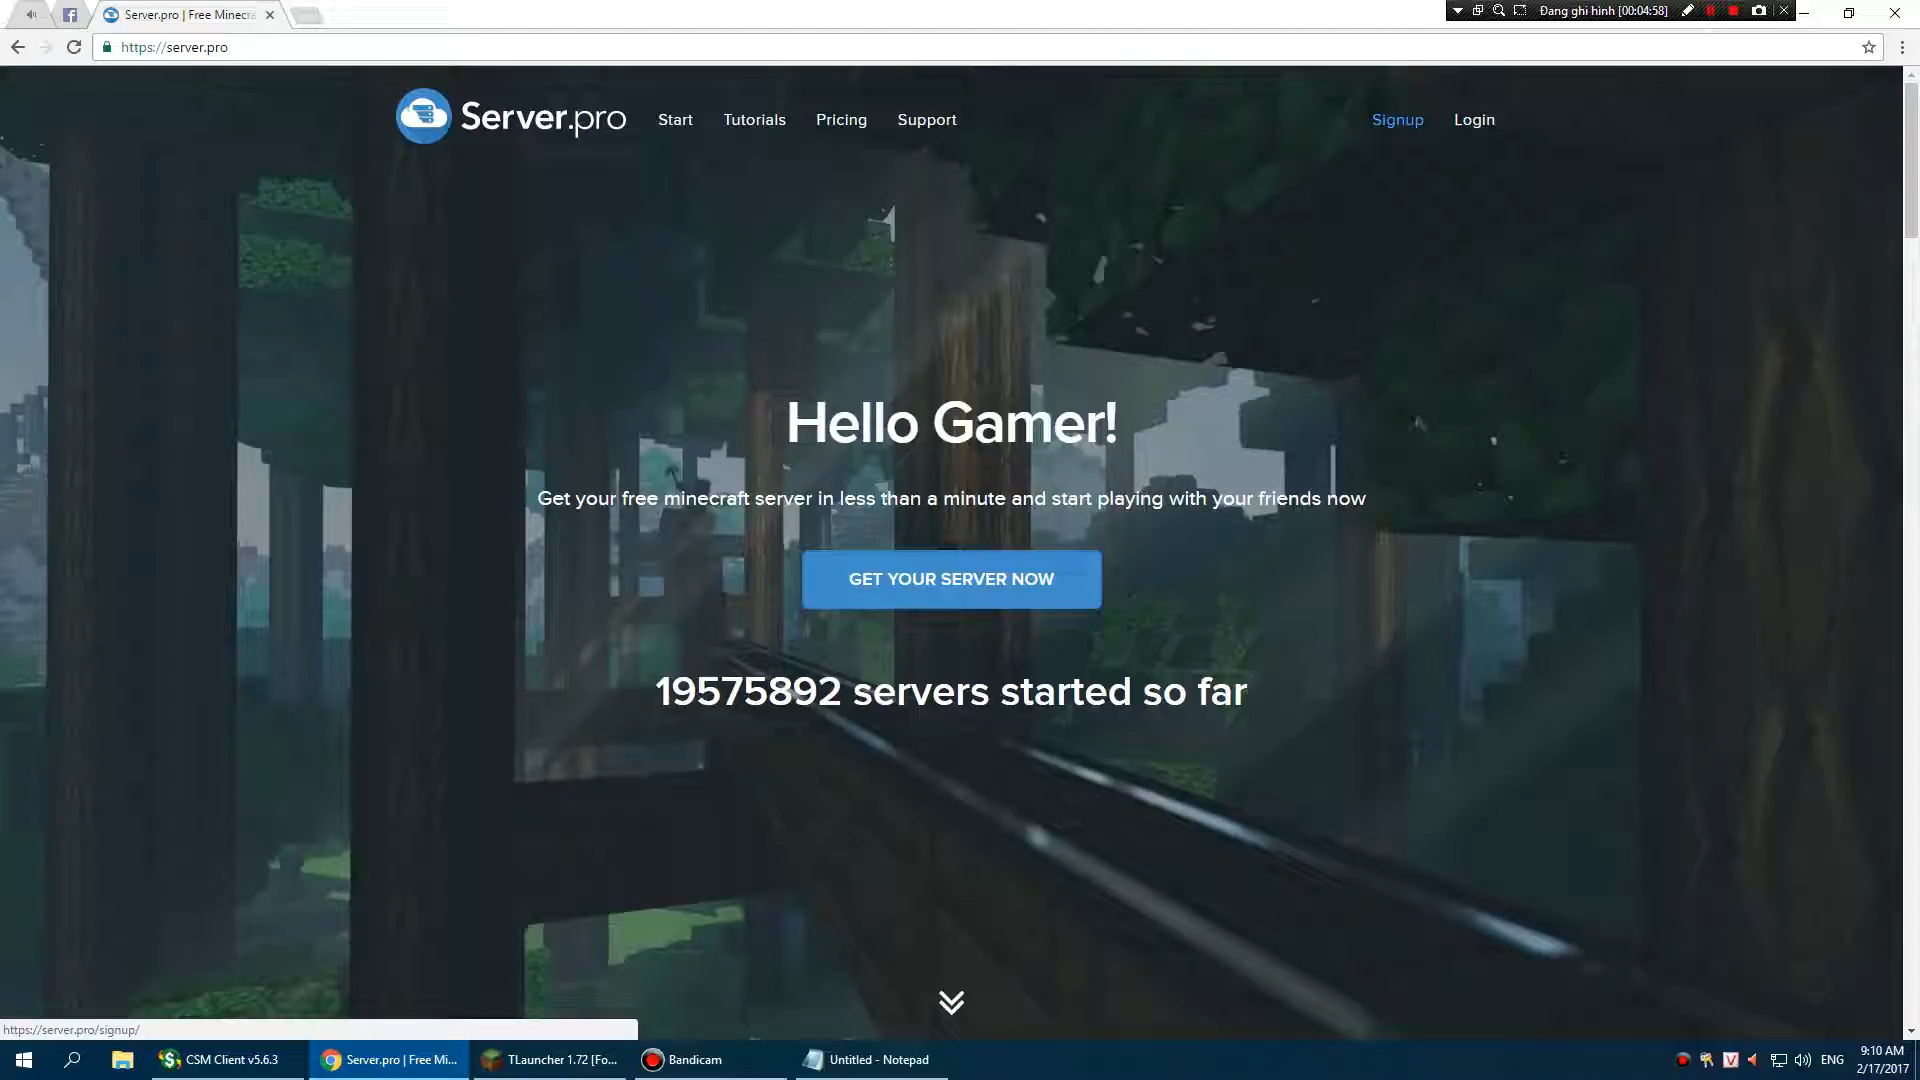 Server.pro | Free Minecra
Đang ghi hình [00:04:58]
https://server.pro
Server.pro
Start
Tutorials
Pricing
Support
Signup
Login
Hello Gamer!
Get your free minecraft server in less than a minute and start playing with your friends now
GET YOUR SERVER NOW
19575892 servers started so far
https://server.pro/signup/
CSM Client v5.6.3
Server.pro | Free Mi...
TLauncher 1.72 [Fo...
Bandicam
Untitled - Notepad
ENG
9:10 AM
2/17/2017